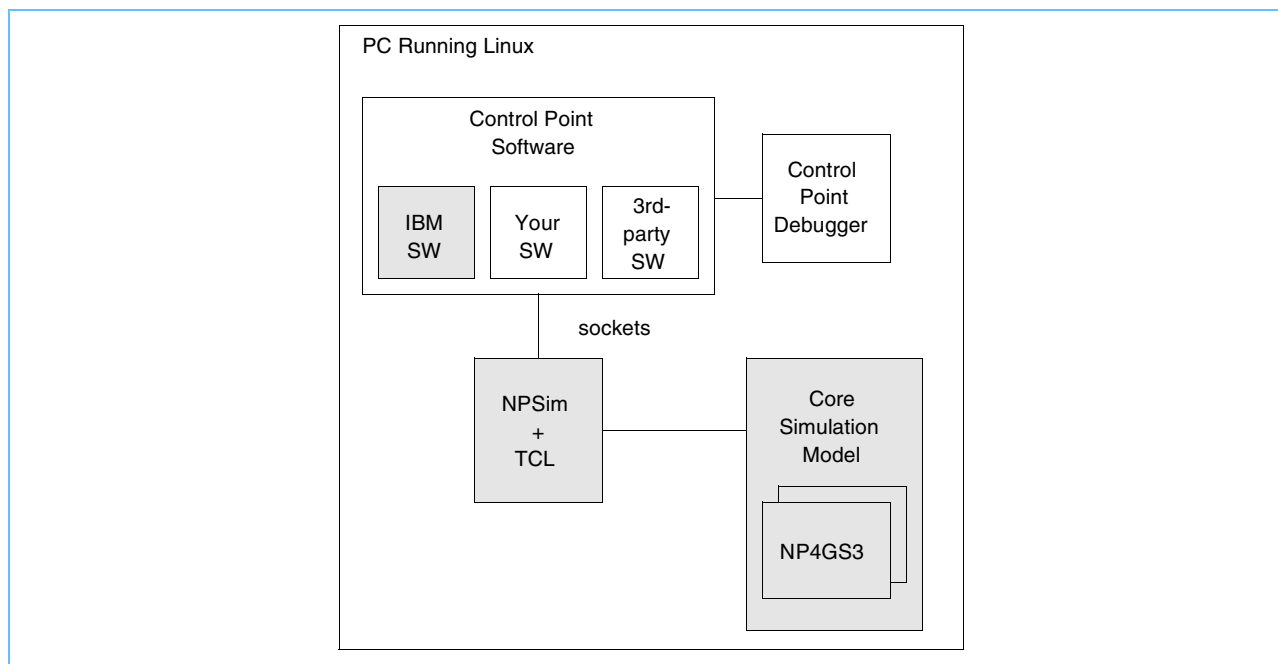 PC Running Linux
Control Point
Software
IBM
SW
Your
SW
3rd-
party
SW
Control
Point
Debugger
sockets
NPSim
+
TCL
Core
Simulation
Model
NP4GS3